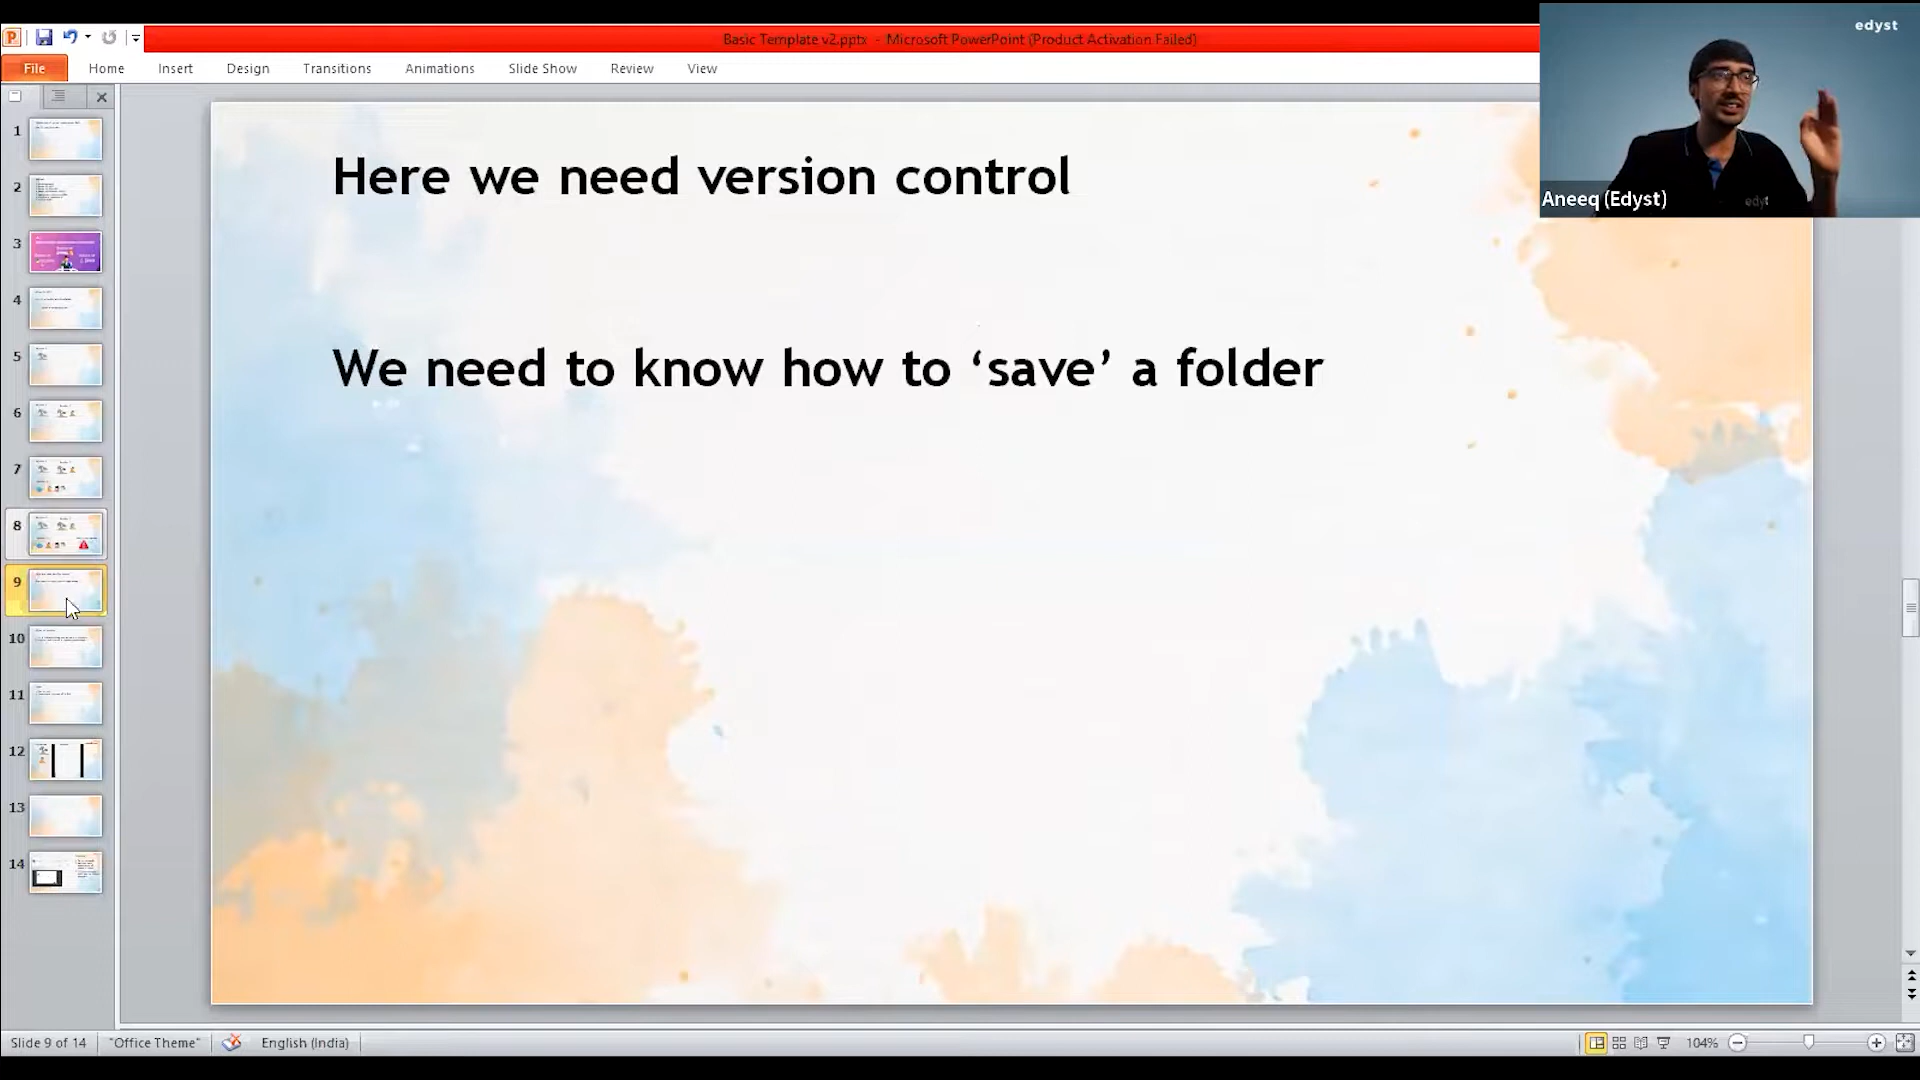 Basic Template v2.pptx - Microsoft PowerPoint (Product Activation Failed)
edyst
File Home Insert Design Transitions Animations Slide Show Review View
Aneeq (Edyst)
Here we need version control
We need to know how to ‘save’ a folder
1
2
3
4
5
6
7
8
9
10
11
12
13
14
Slide 9 of 14 "Office Theme" English (India) 104%